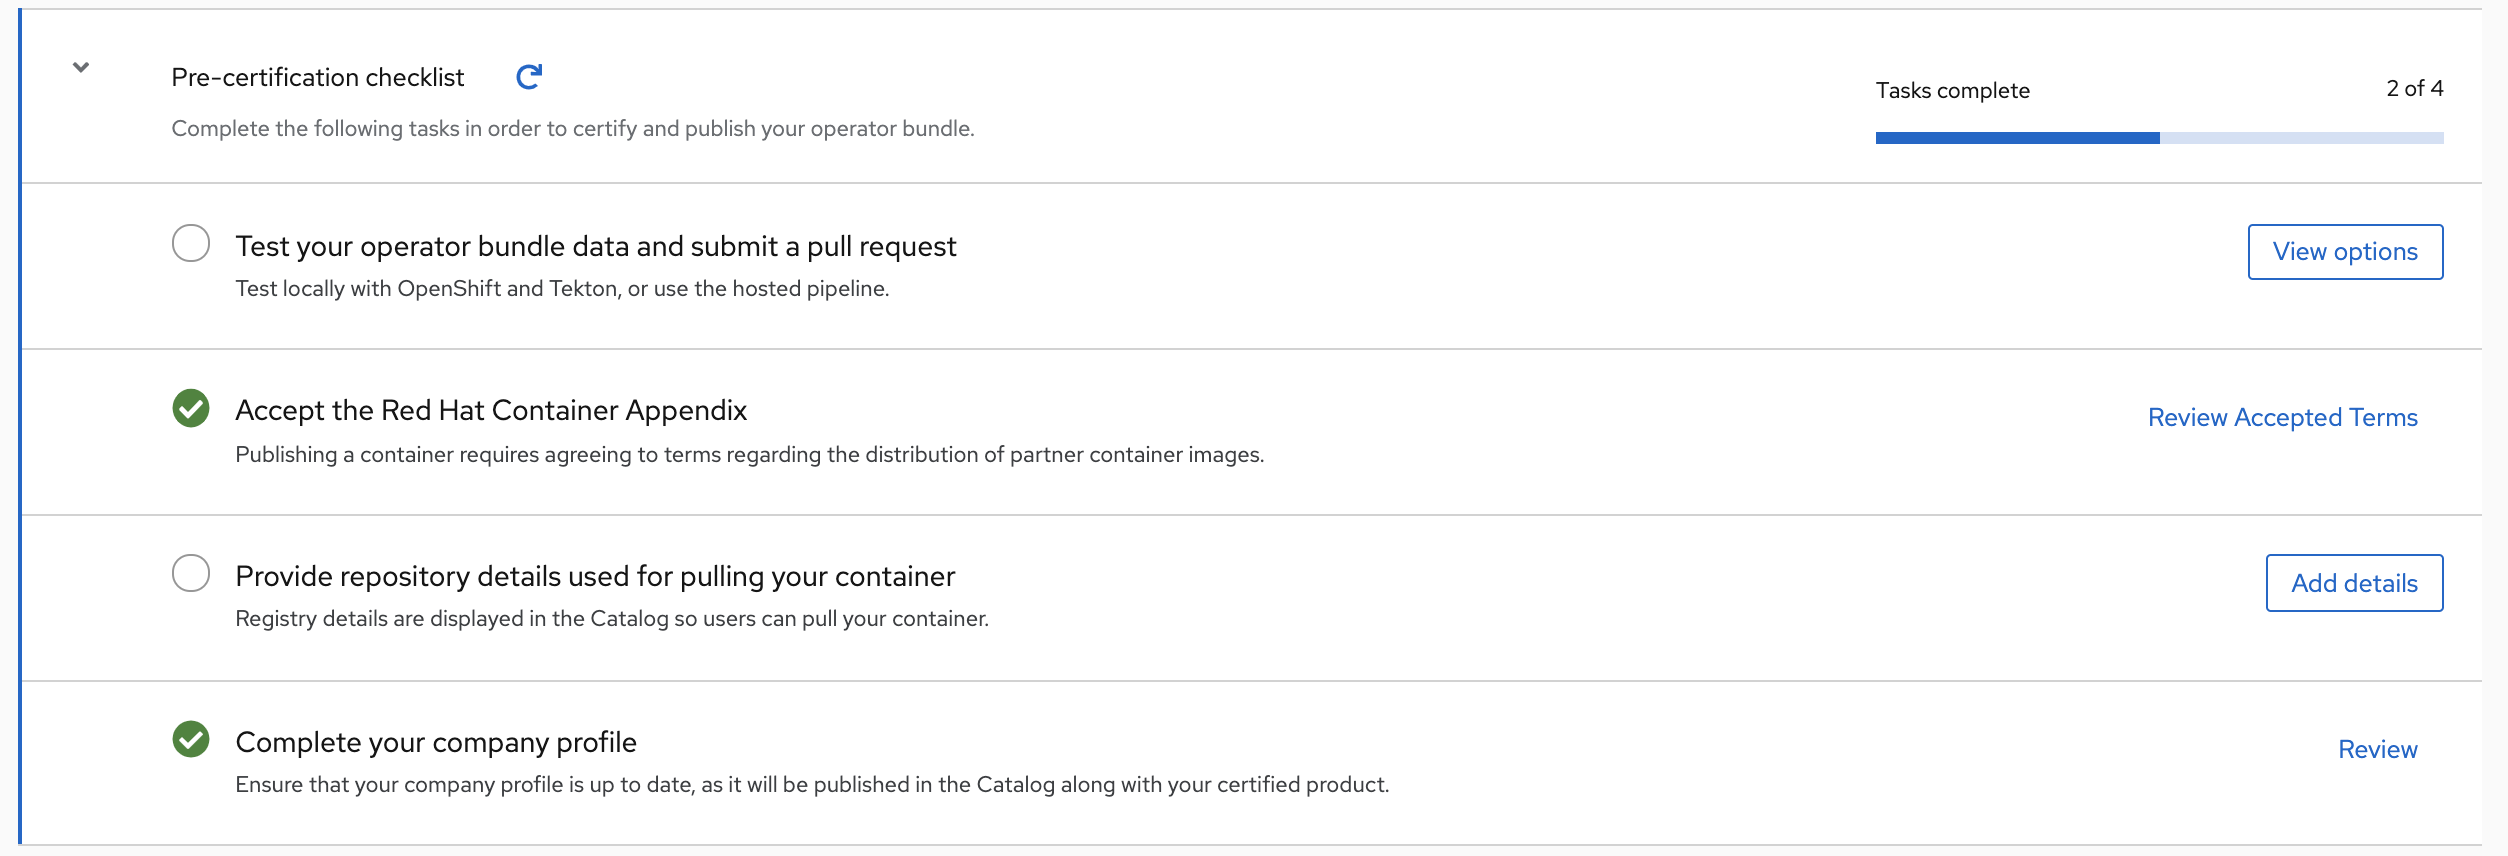 Pre-certification checklist
Tasks complete 2 of 4
Complete the following tasks in order to certify and publish your operator bundle.
Test your operator bundle data and submit a pull request
View options
Test locally with OpenShift and Tekton, or use the hosted pipeline.
Accept the Red Hat Container Appendix
Review Accepted Terms
Publishing a container requires agreeing to terms regarding the distribution of partner container images.
Provide repository details used for pulling your container
Add details
Registry details are displayed in the Catalog so users can pull your container.
Complete your company profile
Review
Ensure that your company profile is up to date, as it will be published in the Catalog along with your certified product.